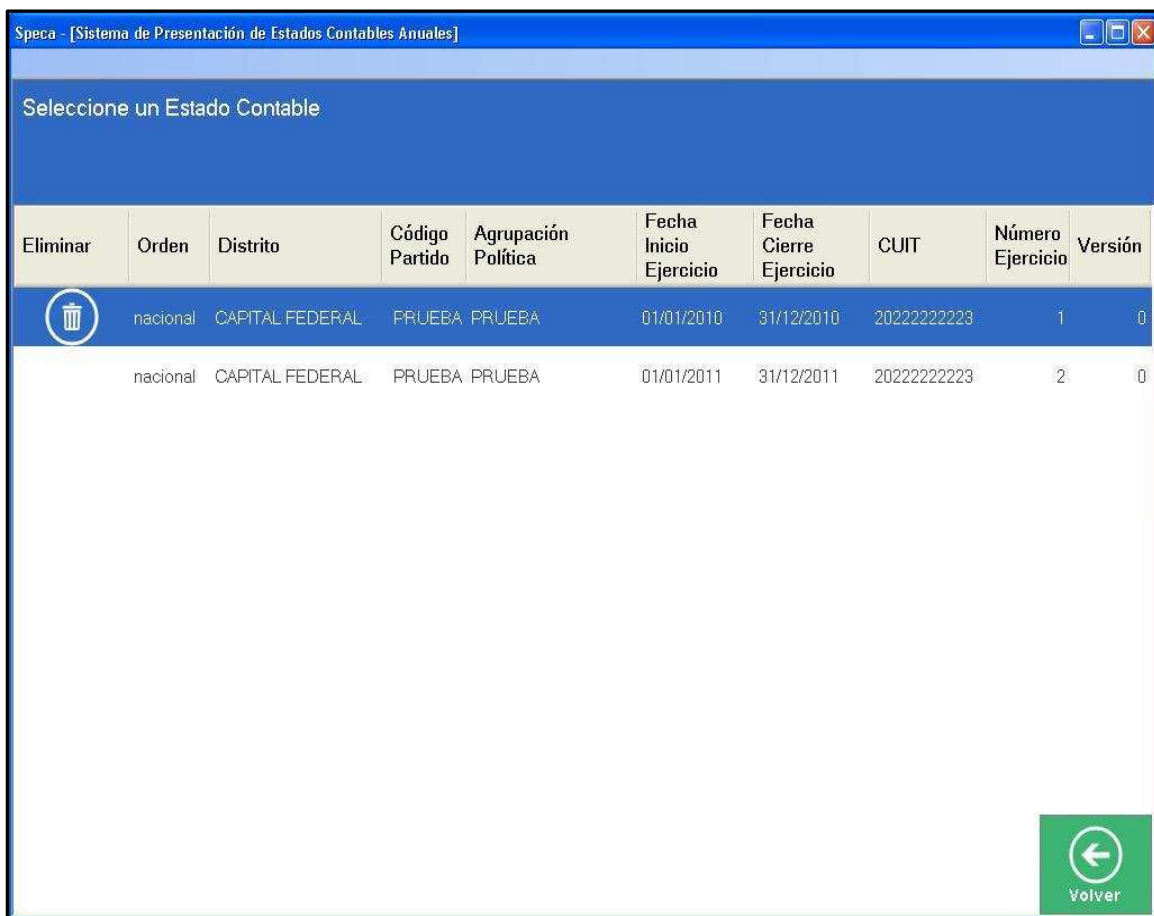 Speca - [Sistema de Presentación de Estados Contables Anuales]
Seleccione un Estado Contable
Eliminar Orden Distrito Código Partido Agrupación Política Fecha Inicio Ejercicio Fecha Cierre Ejercicio CUIT Número Ejercicio Versión
nacional CAPITAL FEDERAL PRUEBA PRUEBA 01/01/2010 31/12/2010 20222222223 1 0
nacional CAPITAL FEDERAL PRUEBA PRUEBA 01/01/2011 31/12/2011 20222222223 2 0
Volver